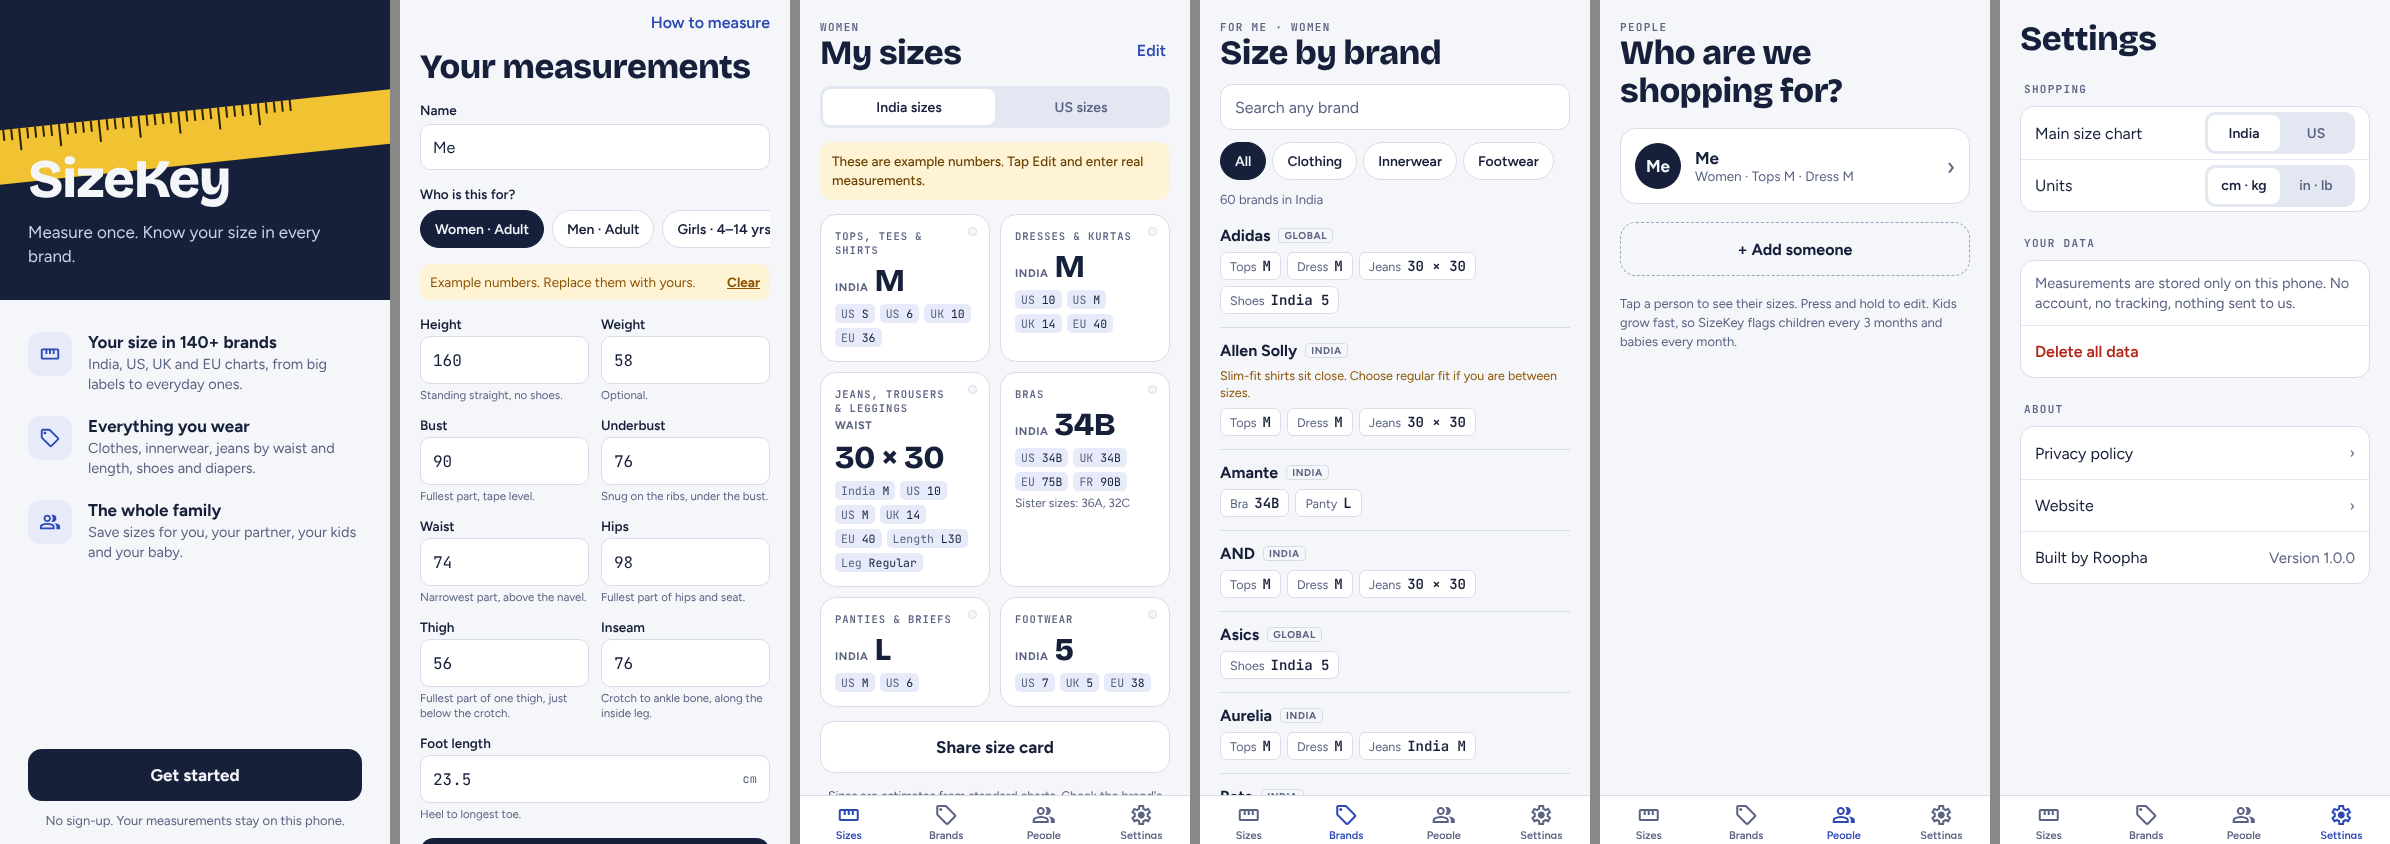 SizeKey
Measure once. Know your size in every
brand.
Your size in 140+ brands
India, US, UK and EU charts, from big
labels to everyday ones.
Everything you wear
Clothes, innerwear, jeans by waist and
length, shoes and diapers.
The whole family
Save sizes for you, your partner, your kids
and your baby.
Get started
No sign-up. Your measurements stay on this phone.
How to measure
Your measurements
Name
Me
Who is this for?
Women · Adult
Men · Adult
Girls · 4–14 yrs
Example numbers. Replace them with yours. Clear
Height Weight
160 58
Standing straight, no shoes. Optional.
Bust Underbust
90 76
Fullest part, tape level. Snug on the ribs, under the bust.
Waist Hips
74 98
Narrowest part, above the navel. Fullest part of hips and seat.
Thigh Inseam
56 76
Fullest part of one thigh, just
below the crotch.
Crotch to ankle bone, along the
inside leg.
Foot length
23.5 cm
Heel to longest toe.
WOMEN
My sizes Edit
India sizes US sizes
These are example numbers. Tap Edit and enter real
measurements.
TOPS, TEES &
SHIRTS
INDIA M
US S US 6 UK 10
EU 36
DRESSES & KURTAS
INDIA M
US 10 US M
UK 14 EU 40
JEANS, TROUSERS
& LEGGINGS
WAIST
30 × 30
India M US 10
US M UK 14
EU 40 Length L30
Leg Regular
BRAS
INDIA 34B
US 34B UK 34B
EU 75B FR 90B
Sister sizes: 36A, 32C
PANTIES & BRIEFS
INDIA L
US M US 6
FOOTWEAR
INDIA 5
US 7 UK 5 EU 38
Share size card
Sizes are estimates from standard charts. Check the brand's
Sizes Brands People Settings
FOR ME · WOMEN
Size by brand
Search any brand
All Clothing Innerwear Footwear
60 brands in India
Adidas GLOBAL
Tops M Dress M Jeans 30 × 30
Shoes India 5
Allen Solly INDIA
Slim-fit shirts sit close. Choose regular fit if you are between
sizes.
Tops M Dress M Jeans 30 × 30
Amante INDIA
Bra 34B Panty L
AND INDIA
Tops M Dress M Jeans 30 × 30
Asics GLOBAL
Shoes India 5
Aurelia INDIA
Tops M Dress M Jeans India M
Bata INDIA
Sizes Brands People Settings
PEOPLE
Who are we
shopping for?
Me Me
Women · Tops M · Dress M
+ Add someone
Tap a person to see their sizes. Press and hold to edit. Kids
grow fast, so SizeKey flags children every 3 months and
babies every month.
Sizes Brands People Settings
Settings
SHOPPING
Main size chart India US
Units cm · kg in · lb
YOUR DATA
Measurements are stored only on this phone. No
account, no tracking, nothing sent to us.
Delete all data
ABOUT
Privacy policy
Website
Built by Roopha Version 1.0.0
Sizes Brands People Settings